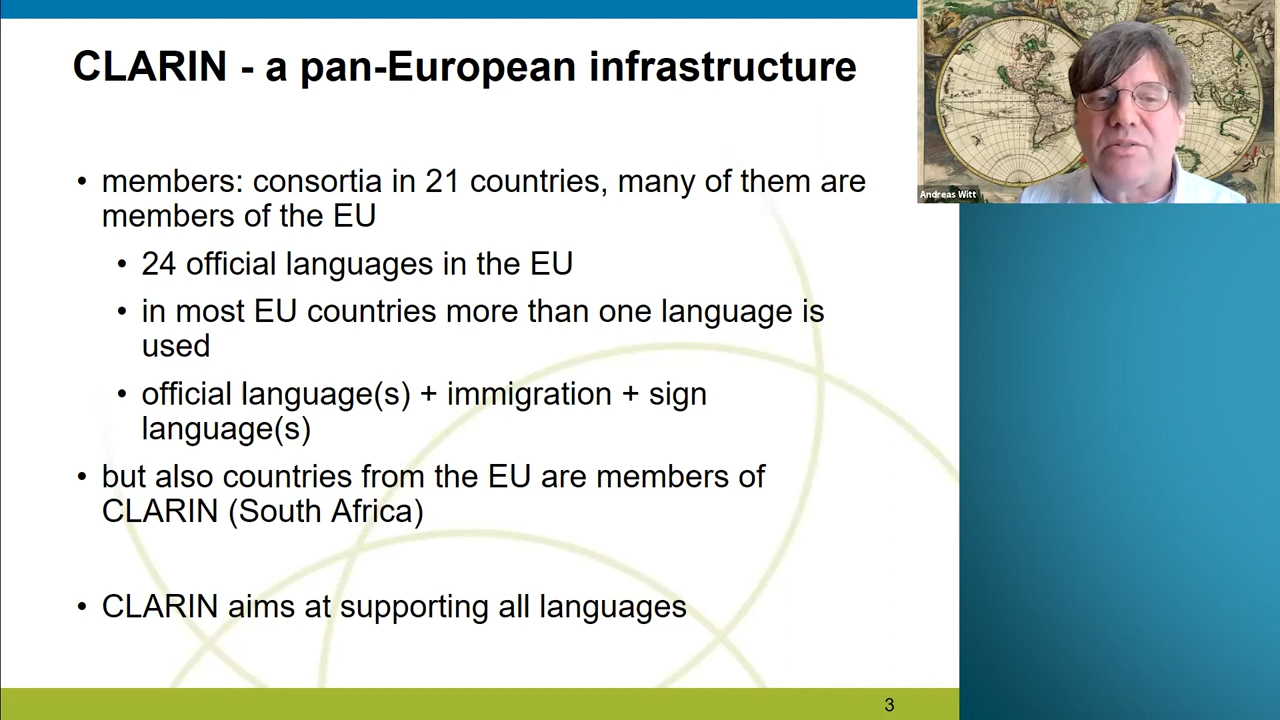 CLARIN - a pan-European infrastructure
• members: consortia in 21 countries, many of them are
members of the EU
• 24 official languages in the EU
• in most EU countries more than one language is
used
• official language(s) + immigration + sign
language(s)
• but also countries from the EU are members of
CLARIN (South Africa)
• CLARIN aims at supporting all languages
3
Andreas Witt